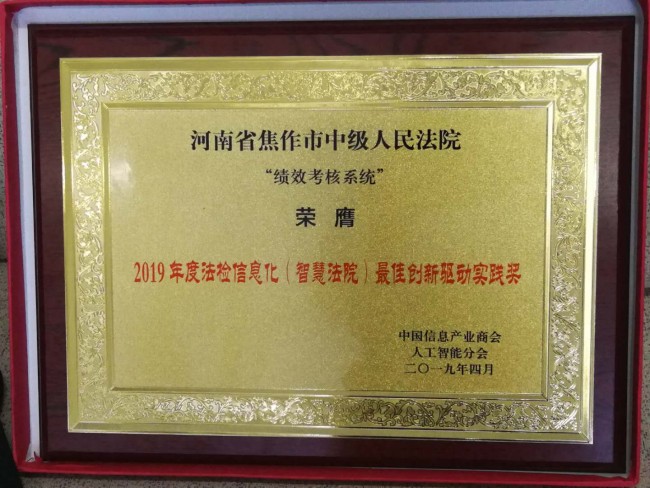 河南省焦作市中级人民法院
“绩效考核系统”
荣膺
2019年度法检信息化（智慧法院）最佳创新驱动实践奖
中国信息产业商会
人工智能分会
二〇一九年四月